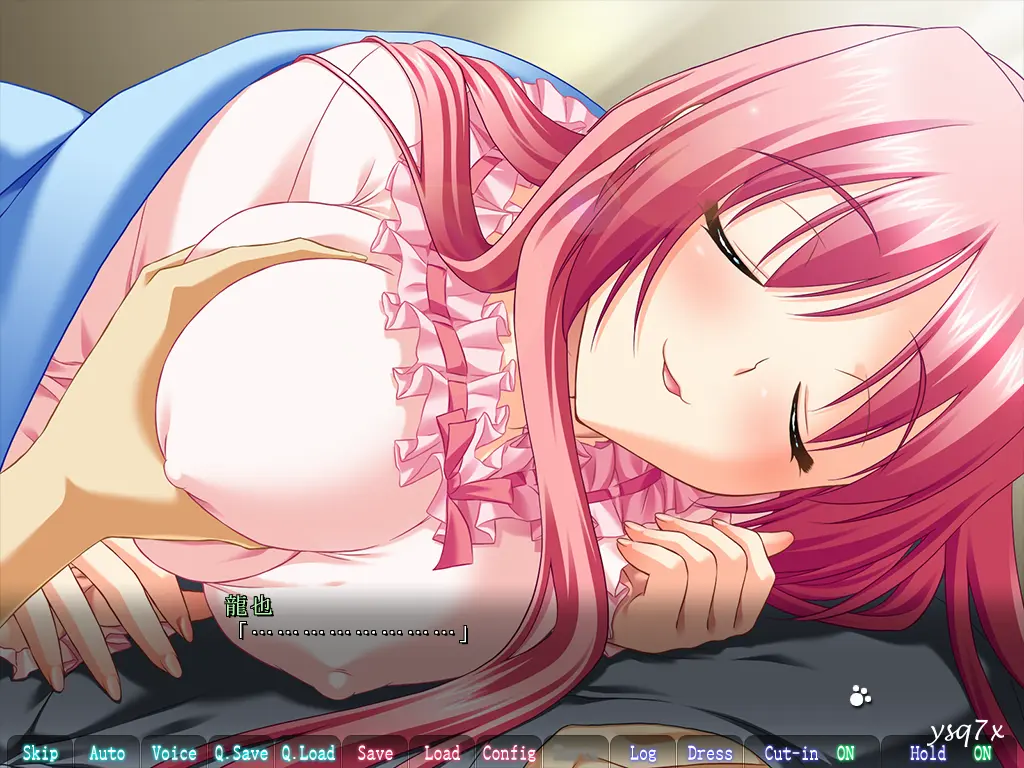 龍也
「……………………」
ysq7x
Skip Auto Voice Q.Save Q.Load Save Load Config Log Dress Cut-in ON Hold ON